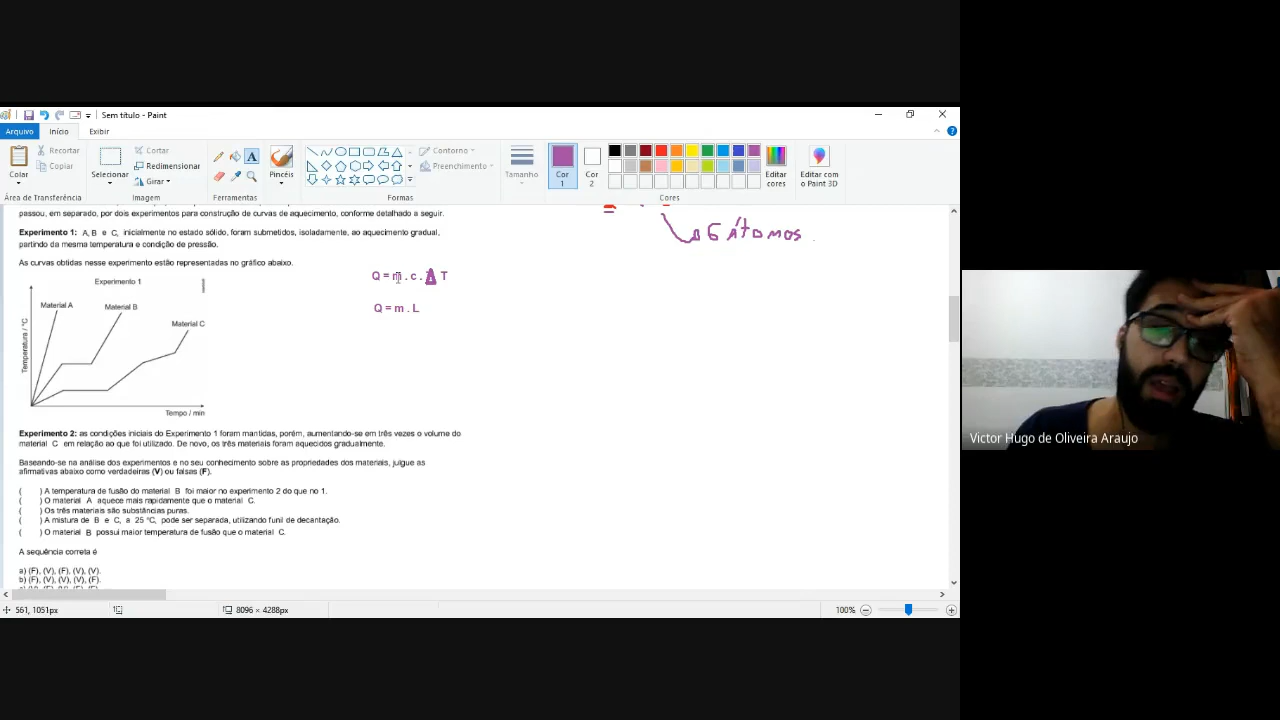 Sem título - Paint
Arquivo Início Exibir
Colar
Recortar
Copiar
Área de Transferência
Selecionar
Cortar
Redimensionar
Girar
Imagem
Ferramentas
Pincéis
Contorno
Preenchimento
Formas
Tamanho
Cor 1
Cor 2
Editar cores
Editar com o Paint 3D
Cores
passou, em separado, por dois experimentos para construção de curvas de aquecimento, conforme detalhado a seguir.
6 átomos
Experimento 1: A, B e C, inicialmente no estado sólido, foram submetidos, isoladamente, ao aquecimento gradual,
partindo da mesma temperatura e condição de pressão.
As curvas obtidas nesse experimento estão representadas no gráfico abaixo.
Q = m . c . Δ T
Q = m . L
Experimento 1
Material A
Material B
Material C
Temperatura / °C
Tempo / min
Experimento 2: as condições iniciais do Experimento 1 foram mantidas, porém, aumentando-se em três vezes o volume do
material C em relação ao que foi utilizado. De novo, os três materiais foram aquecidos gradualmente.
Baseando-se na análise dos experimentos e no seu conhecimento sobre as propriedades dos materiais, julgue as
afirmativas abaixo como verdadeiras (V) ou falsas (F).
( ) A temperatura de fusão do material B foi maior no experimento 2 do que no 1.
( ) O material A aquece mais rapidamente que o material C.
( ) Os três materiais são substâncias puras.
( ) A mistura de B e C, a 25 °C, pode ser separada, utilizando funil de decantação.
( ) O material B possui maior temperatura de fusão que o material C.
A sequência correta é
a) (F), (V), (F), (V), (V).
b) (F), (V), (V), (V), (F).
561, 1051px
8096 × 4288px
100%
Victor Hugo de Oliveira Araujo